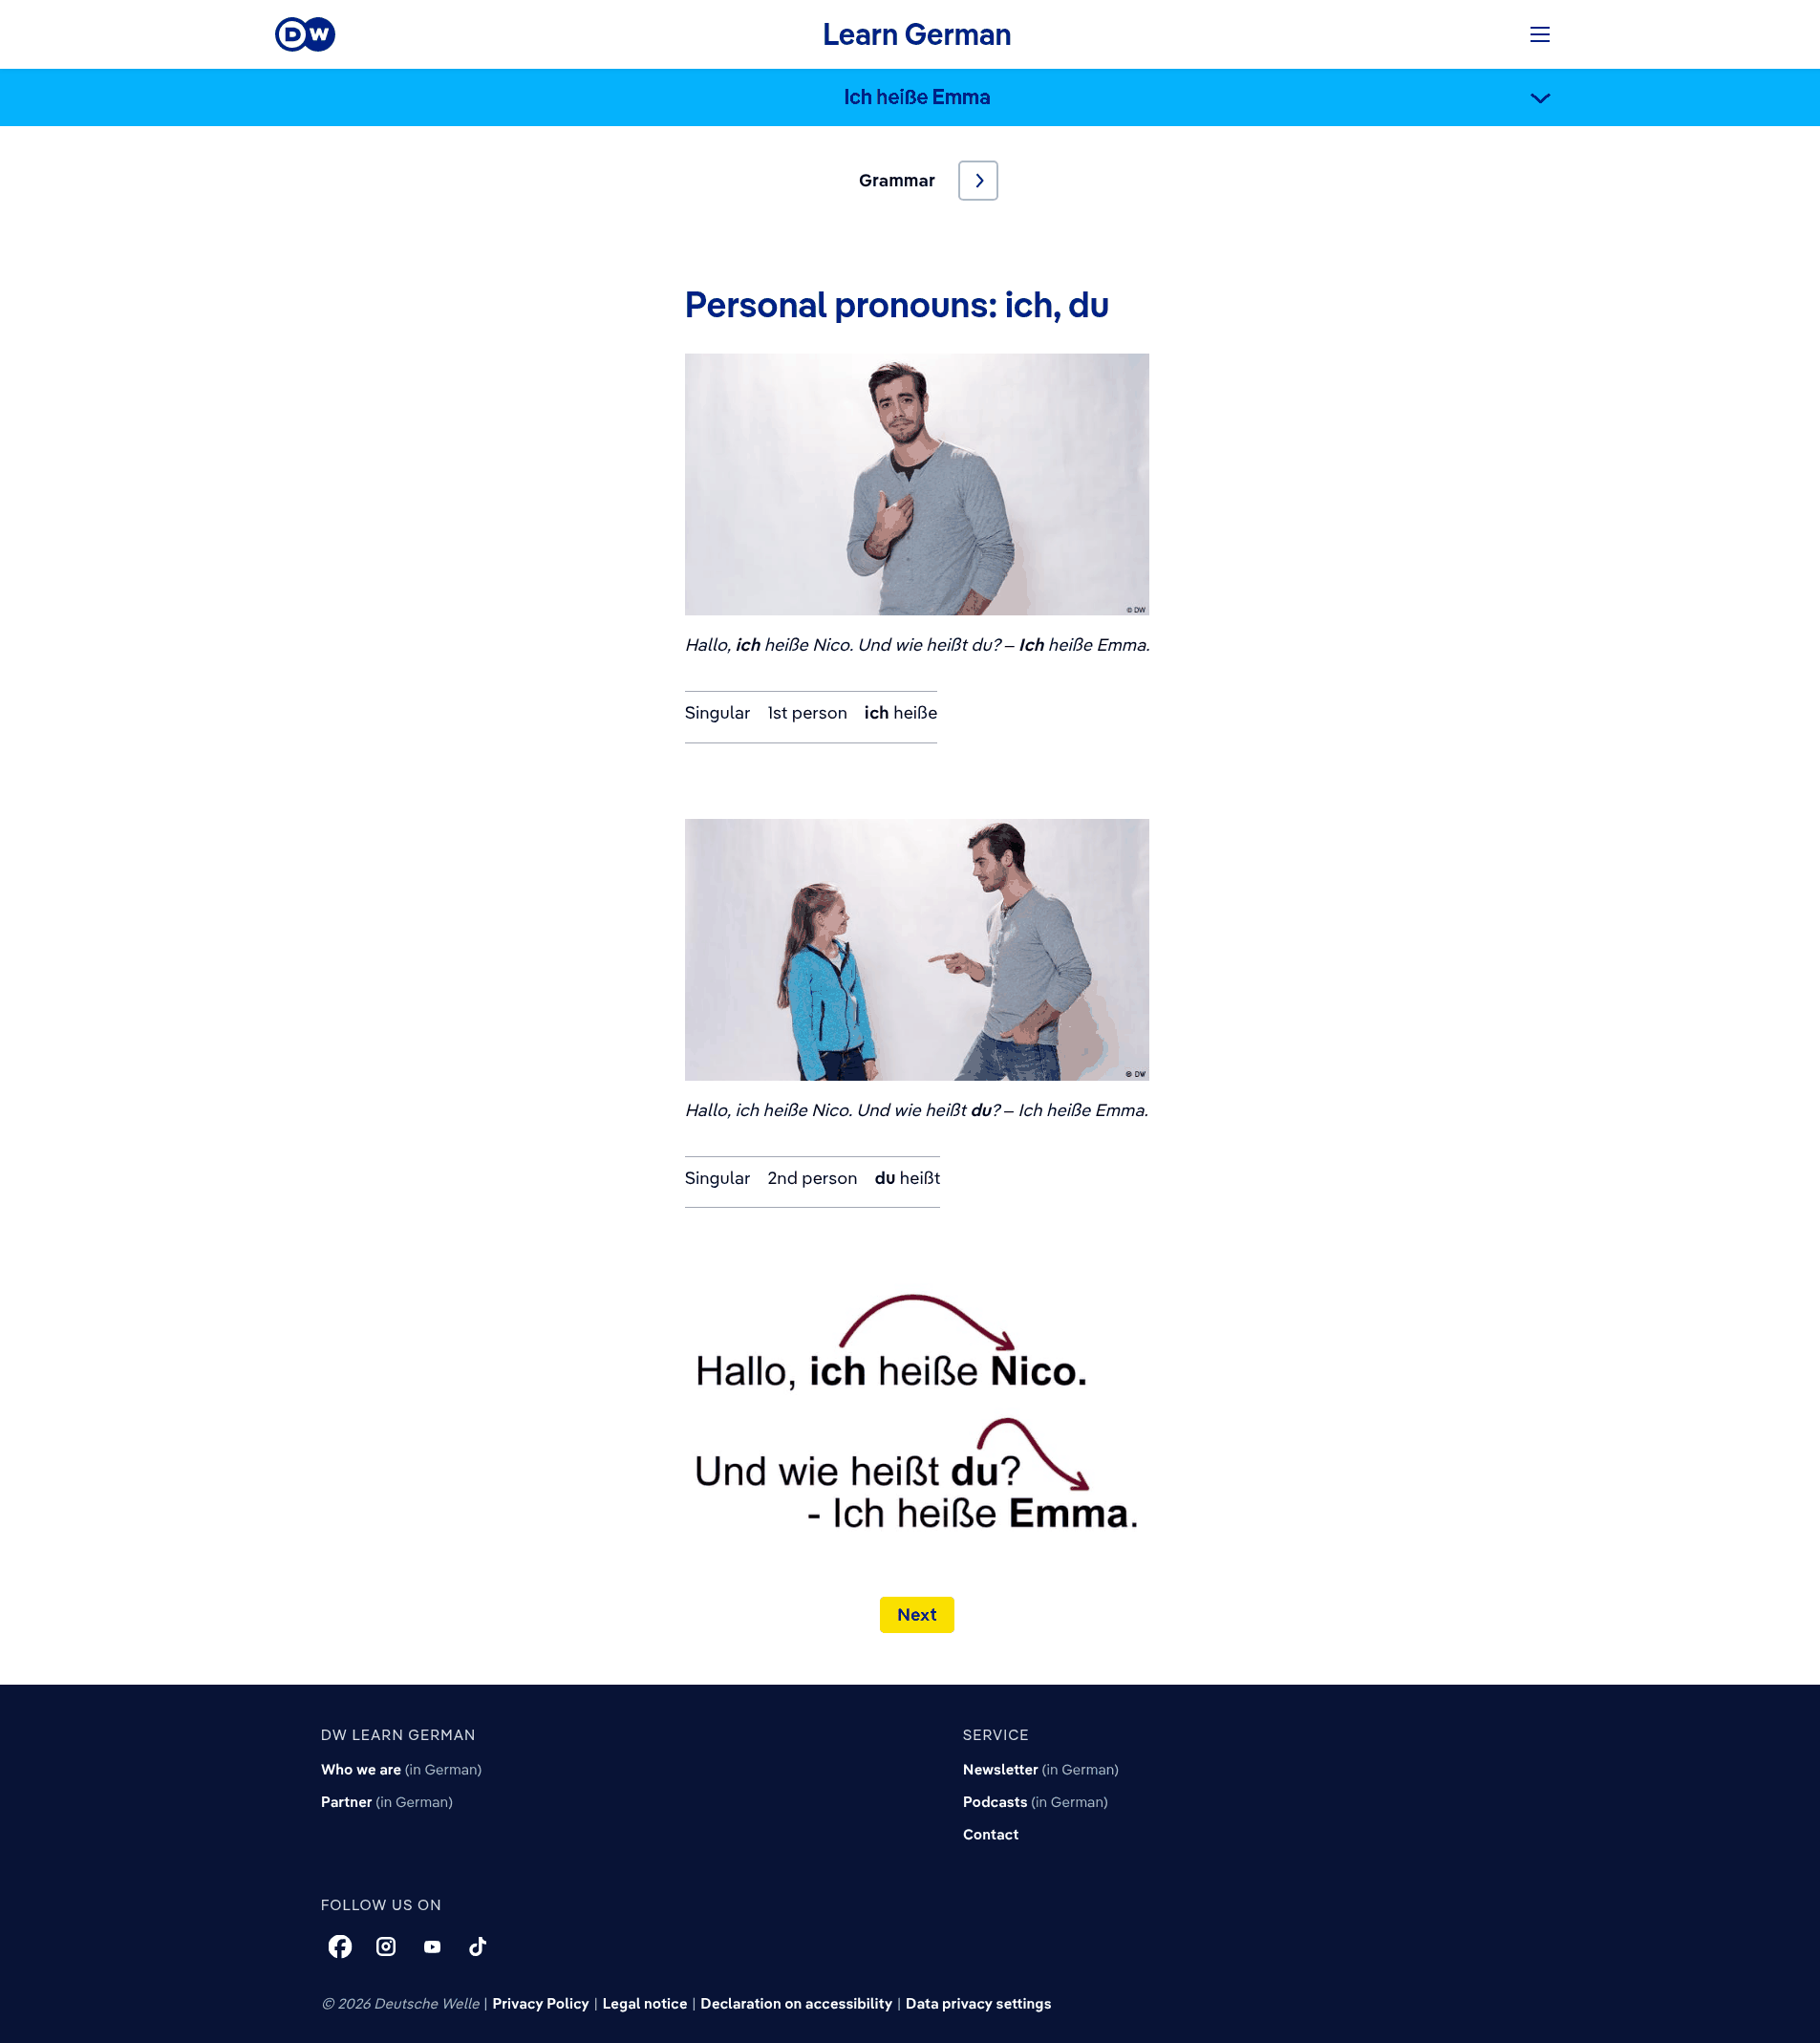 DW
Learn German
Ich heiße Emma
Grammar
Personal pronouns: ich, du
© DW
Hallo, ich heiße Nico. Und wie heißt du? – Ich heiße Emma.
Singular 1st person ich heiße
© DW
Hallo, ich heiße Nico. Und wie heißt du? – Ich heiße Emma.
Singular 2nd person du heißt
Hallo, ich heiße Nico.
Und wie heißt du?
- Ich heiße Emma.
Next
DW LEARN GERMAN
Who we are (in German)
Partner (in German)
SERVICE
Newsletter (in German)
Podcasts (in German)
Contact
FOLLOW US ON
© 2026 Deutsche Welle | Privacy Policy | Legal notice | Declaration on accessibility | Data privacy settings